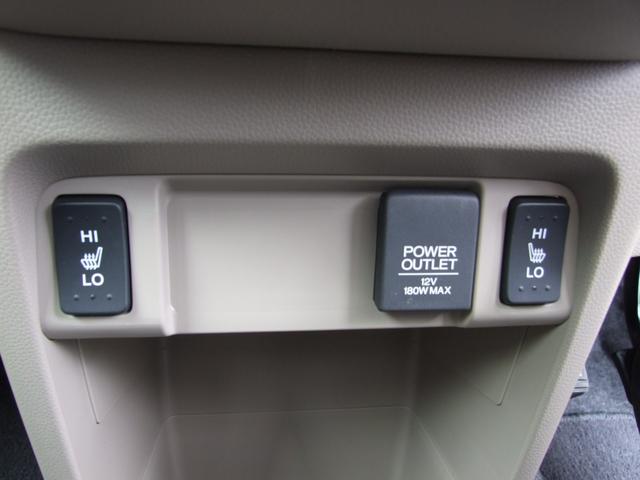 HI
LO
POWER
OUTLET
12V
180W MAX
HI
LO